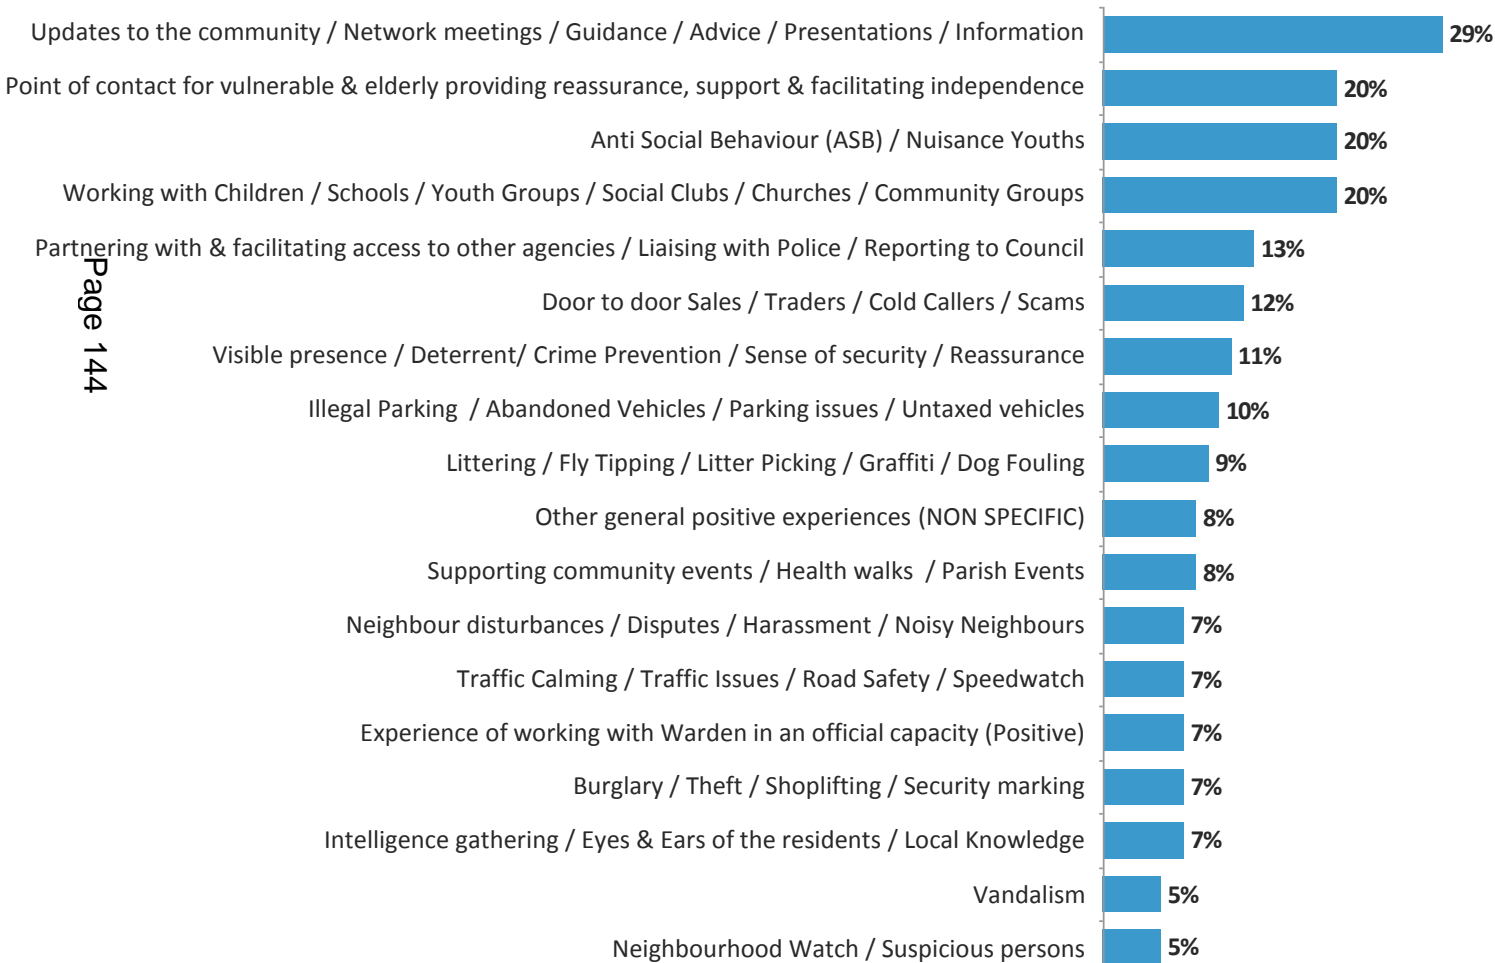 Updates to the community / Network meetings / Guidance / Advice / Presentations / Information 29%
Point of contact for vulnerable & elderly providing reassurance, support & facilitating independence 20%
Anti Social Behaviour (ASB) / Nuisance Youths 20%
Working with Children / Schools / Youth Groups / Social Clubs / Churches / Community Groups 20%
Partnering with & facilitating access to other agencies / Liaising with Police / Reporting to Council 13%
Door to door Sales / Traders / Cold Callers / Scams 12%
Visible presence / Deterrent/ Crime Prevention / Sense of security / Reassurance 11%
Illegal Parking / Abandoned Vehicles / Parking issues / Untaxed vehicles 10%
Littering / Fly Tipping / Litter Picking / Graffiti / Dog Fouling 9%
Other general positive experiences (NON SPECIFIC) 8%
Supporting community events / Health walks / Parish Events 8%
Neighbour disturbances / Disputes / Harassment / Noisy Neighbours 7%
Traffic Calming / Traffic Issues / Road Safety / Speedwatch 7%
Experience of working with Warden in an official capacity (Positive) 7%
Burglary / Theft / Shoplifting / Security marking 7%
Intelligence gathering / Eyes & Ears of the residents / Local Knowledge 7%
Vandalism 5%
Neighbourhood Watch / Suspicious persons 5%
Page 144